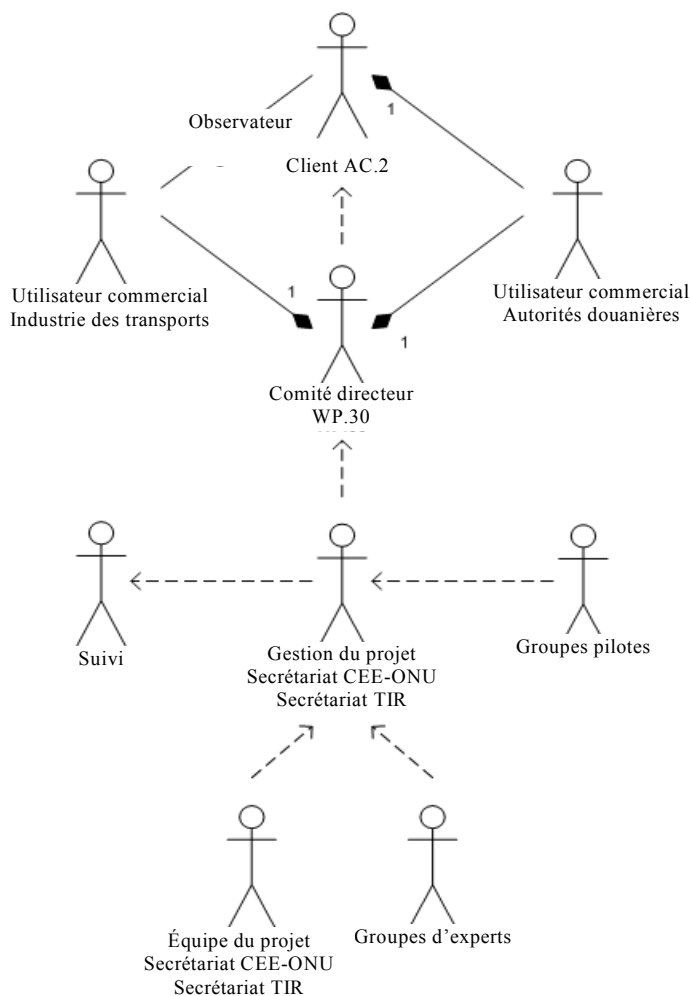 Observateur
1
Client AC.2
Utilisateur commercial
Industrie des transports
Utilisateur commercial
Autorités douanières
1
1
Comité directeur
WP.30
Suivi
Gestion du projet
Secrétariat CEE-ONU
Secrétariat TIR
Groupes pilotes
Équipe du projet
Secrétariat CEE-ONU
Secrétariat TIR
Groupes d’experts